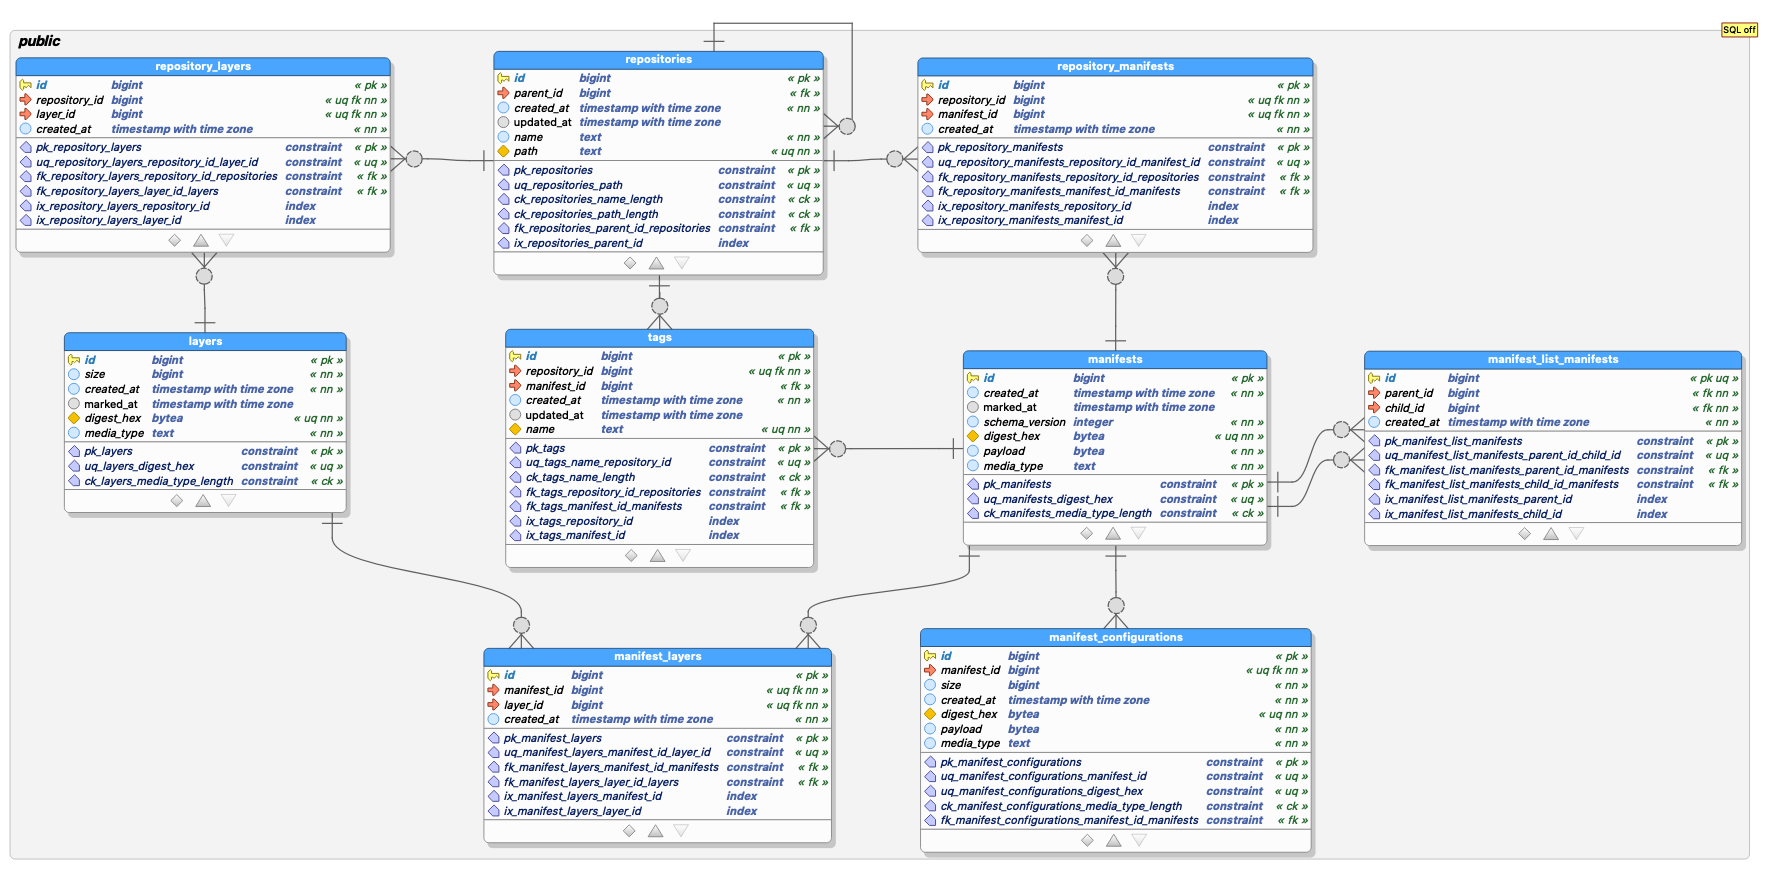 public
SQL off
repository_layers
id bigint « pk »
repository_id bigint « uq fk nn »
layer_id bigint « uq fk nn »
created_at timestamp with time zone « nn »
pk_repository_layers constraint « pk »
uq_repository_layers_repository_id_layer_id constraint « uq »
fk_repository_layers_repository_id_repositories constraint « fk »
fk_repository_layers_layer_id_layers constraint « fk »
ix_repository_layers_repository_id index
ix_repository_layers_layer_id index
repositories
id bigint « pk »
parent_id bigint « fk »
created_at timestamp with time zone « nn »
updated_at timestamp with time zone
name text « nn »
path text « uq nn »
pk_repositories constraint « pk »
uq_repositories_path constraint « uq »
ck_repositories_name_length constraint « ck »
ck_repositories_path_length constraint « ck »
fk_repositories_parent_id_repositories constraint « fk »
ix_repositories_parent_id index
repository_manifests
id bigint « pk »
repository_id bigint « uq fk nn »
manifest_id bigint « uq fk nn »
created_at timestamp with time zone « nn »
pk_repository_manifests constraint « pk »
uq_repository_manifests_repository_id_manifest_id constraint « uq »
fk_repository_manifests_repository_id_repositories constraint « fk »
fk_repository_manifests_manifest_id_manifests constraint « fk »
ix_repository_manifests_repository_id index
ix_repository_manifests_manifest_id index
layers
id bigint « pk »
size bigint « nn »
created_at timestamp with time zone « nn »
marked_at timestamp with time zone
digest_hex bytea « uq nn »
media_type text « nn »
pk_layers constraint « pk »
uq_layers_digest_hex constraint « uq »
ck_layers_media_type_length constraint « ck »
tags
id bigint « pk »
repository_id bigint « uq fk nn »
manifest_id bigint « fk »
created_at timestamp with time zone « nn »
updated_at timestamp with time zone
name text « uq nn »
pk_tags constraint « pk »
uq_tags_name_repository_id constraint « uq »
ck_tags_name_length constraint « ck »
fk_tags_repository_id_repositories constraint « fk »
fk_tags_manifest_id_manifests constraint « fk »
ix_tags_repository_id index
ix_tags_manifest_id index
manifests
id bigint « pk »
created_at timestamp with time zone « nn »
marked_at timestamp with time zone
schema_version integer « nn »
digest_hex bytea « uq nn »
payload bytea « nn »
media_type text « nn »
pk_manifests constraint « pk »
uq_manifests_digest_hex constraint « uq »
ck_manifests_media_type_length constraint « ck »
manifest_list_manifests
id bigint « pk uq »
parent_id bigint « fk nn »
child_id bigint « fk nn »
created_at timestamp with time zone « nn »
pk_manifest_list_manifests constraint « pk »
uq_manifest_list_manifests_parent_id_child_id constraint « uq »
fk_manifest_list_manifests_parent_id_manifests constraint « fk »
fk_manifest_list_manifests_child_id_manifests constraint « fk »
ix_manifest_list_manifests_parent_id index
ix_manifest_list_manifests_child_id index
manifest_layers
id bigint « pk »
manifest_id bigint « uq fk nn »
layer_id bigint « uq fk nn »
created_at timestamp with time zone « nn »
pk_manifest_layers constraint « pk »
uq_manifest_layers_manifest_id_layer_id constraint « uq »
fk_manifest_layers_manifest_id_manifests constraint « fk »
fk_manifest_layers_layer_id_layers constraint « fk »
ix_manifest_layers_manifest_id index
ix_manifest_layers_layer_id index
manifest_configurations
id bigint « pk »
manifest_id bigint « uq fk nn »
size bigint « nn »
created_at timestamp with time zone « nn »
digest_hex bytea « uq nn »
payload bytea « nn »
media_type text « nn »
pk_manifest_configurations constraint « pk »
uq_manifest_configurations_manifest_id constraint « uq »
uq_manifest_configurations_digest_hex constraint « uq »
ck_manifest_configurations_media_type_length constraint « ck »
fk_manifest_configurations_manifest_id_manifests constraint « fk »